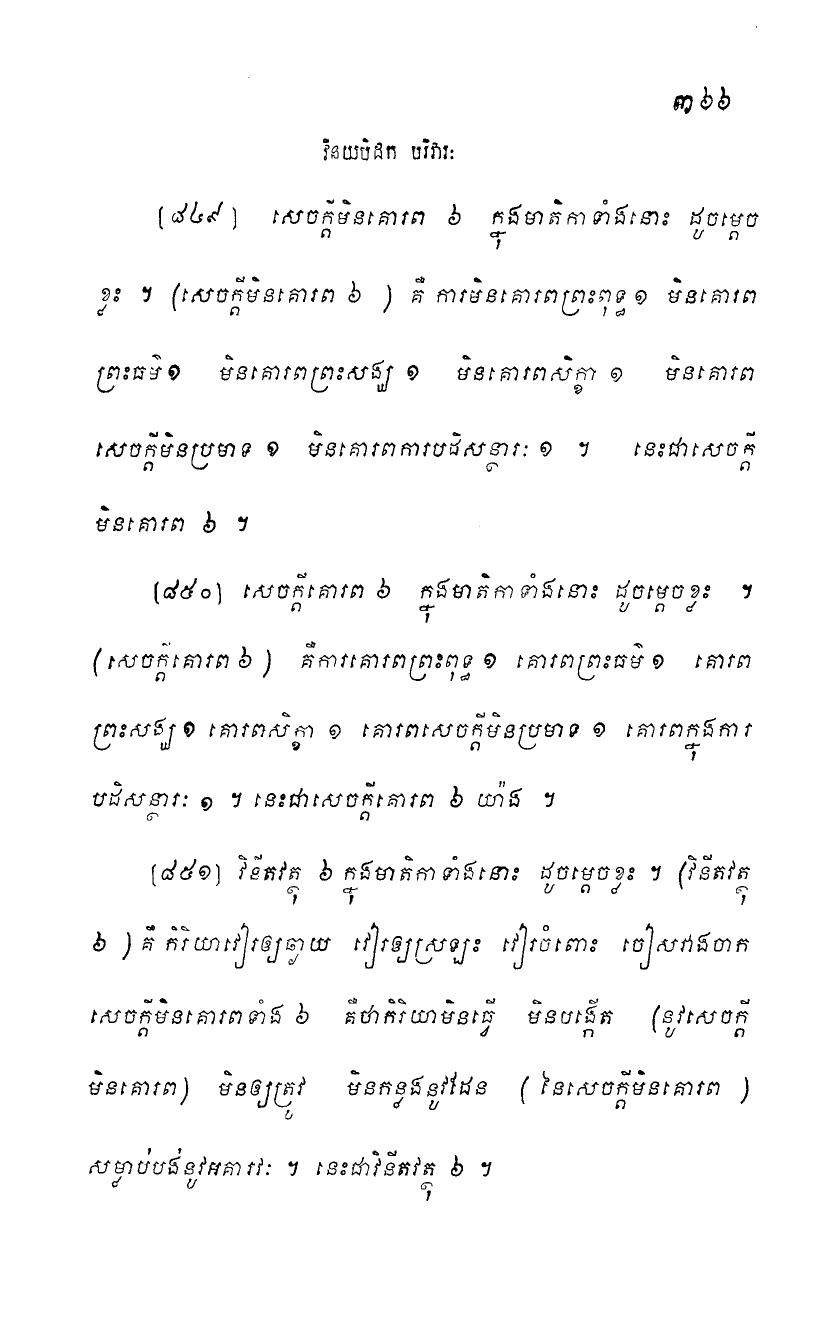 ៣៦៦
វិនយបិដក បរិវារៈ
(៨៤៩) សេចក្តីមិនគោរព ៦ ក្នុងមាតិកាទាំងនោះ ដូចម្តេច
ខ្លះ ។ (សេចក្តីមិនគោរព ៦ ) គឺ ការមិនគោរពព្រះពុទ្ធ ១ មិនគោរព
ព្រះធម៌ ១ មិនគោរពព្រះសង្ឃ ១ មិនគោរពសិក្ខា ១ មិនគោរព
សេចក្តីមិនប្រមាទ ១ មិនគោរពការបដិសន្ថារៈ ១ ។ នេះជាសេចក្តី
មិនគោរព ៦ ។
(៨៥០) សេចក្តីគោរព ៦ ក្នុងមាតិកាទាំងនោះ ដូចម្តេចខ្លះ ។
(សេចក្តីគោរព ៦ ) គឺការគោរពព្រះពុទ្ធ ១ គោរពព្រះធម៌ ១ គោរព
ព្រះសង្ឃ ១ គោរពសិក្ខា ១ គោរពសេចក្តីមិនប្រមាទ ១ គោរពក្នុងការ
បដិសន្ថារៈ ១ ។ នេះជាសេចក្តីគោរព ៦ យ៉ាង ។
(៨៥១) វិនីតវត្ថុ ៦ ក្នុងមាតិកាទាំងនោះ ដូចម្តេចខ្លះ ។ (វិនីតវត្ថុ
៦ ) គឺ កិរិយាវៀរឲ្យឆ្ងាយ វៀរឲ្យស្រឡះ វៀរចំពោះ ចៀសវាងចាក
សេចក្តីមិនគោរពទាំង ៦ គឺថាកិរិយាមិនធ្វើ មិនបង្កើត (នូវសេចក្តី
មិនគោរព) មិនឲ្យត្រូវ មិនកន្លងនូវដែន ( នៃសេចក្តីមិនគោរព )
សម្លាប់បង់នូវអគារវៈ ។ នេះជាវិនីតវត្ថុ ៦ ។